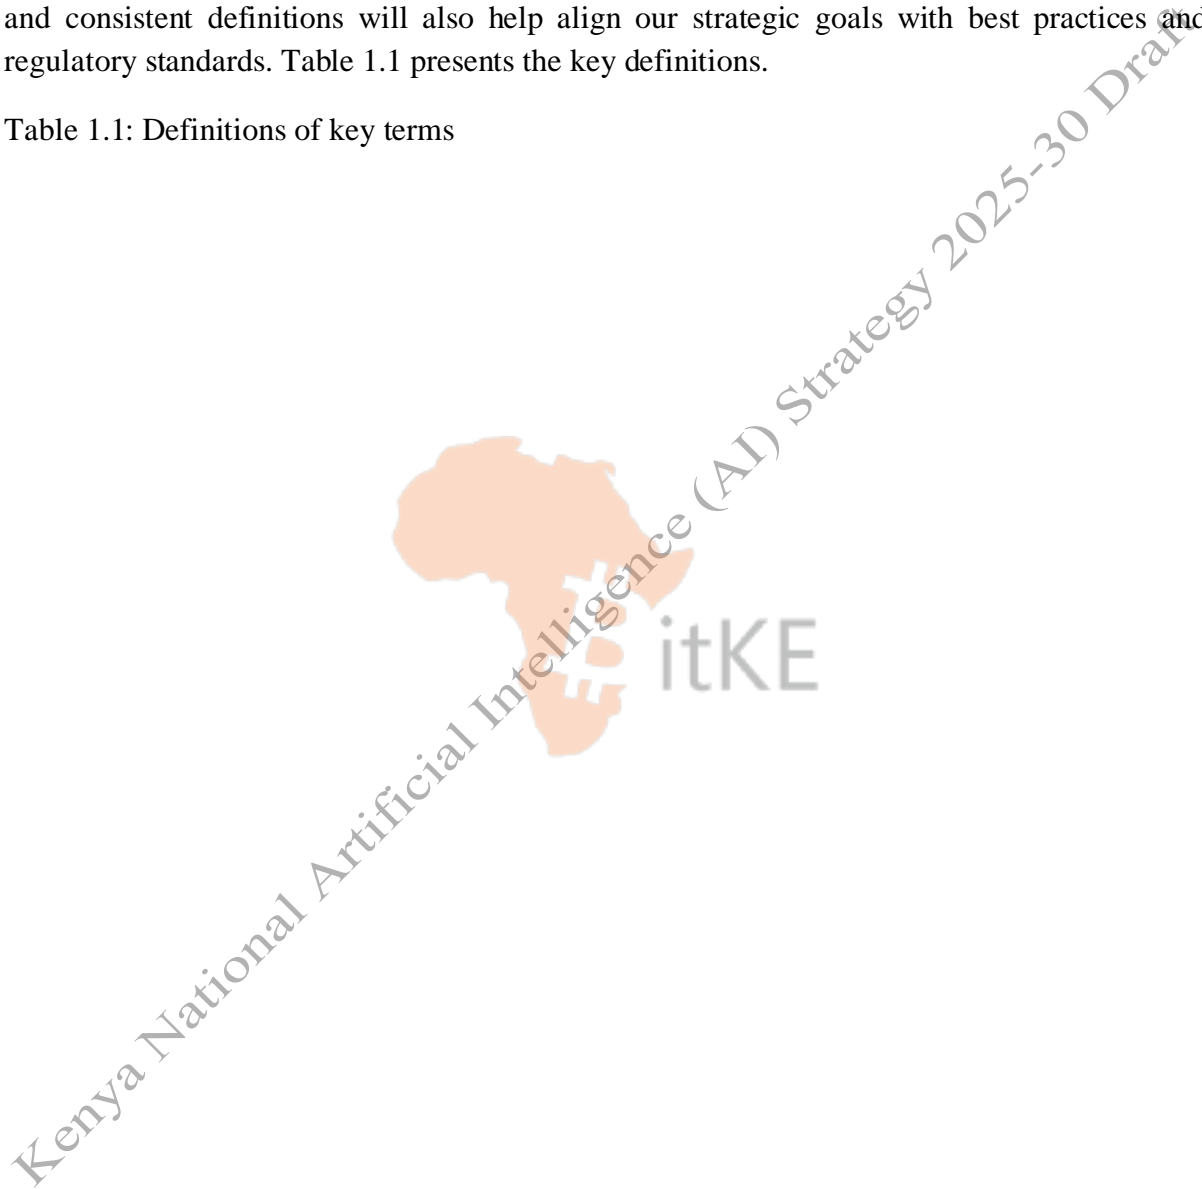 and consistent definitions will also help align our strategic goals with best practices and
regulatory standards. Table 1.1 presents the key definitions.
Table 1.1: Definitions of key terms
Kenya National Artificial Intelligence (AI) Strategy 2025-30 Draft
EDIT
itKE